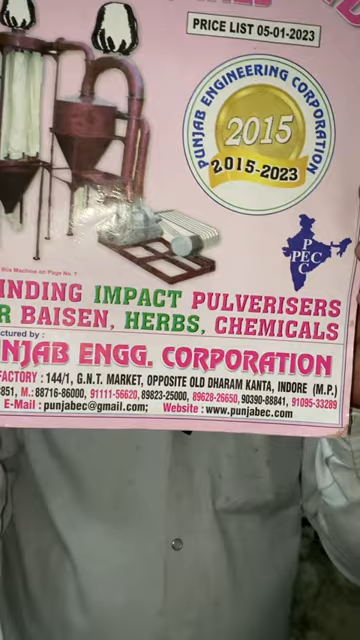 PRICE LIST 05-01-2023
PUNJAB ENGINEERING CORPORATION
2015
2015-2023
P
PEC
C
this Machine on Page No. 7
INDING IMPACT PULVERISERS
R BAISEN, HERBS, CHEMICALS
ctured by :
NJAB ENGG. CORPORATION
FACTORY : 144/1, G.N.T. MARKET, OPPOSITE OLD DHARAM KANTA, INDORE (M.P.)
3851, M.: 88716-86000, 91111-56620, 89823-25000, 89628-26650, 90390-88841, 91095-33289
E-Mail : punjabec@gmail.com; Website : www.punjabec.com